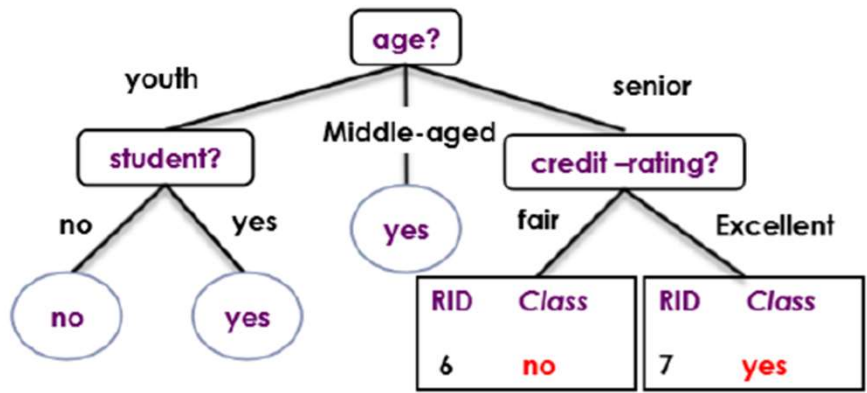 age?
youth
senior
Middle-aged
student?
credit –rating?
no
yes
fair
Excellent
yes
no
yes
RID Class
6 no
RID Class
7 yes